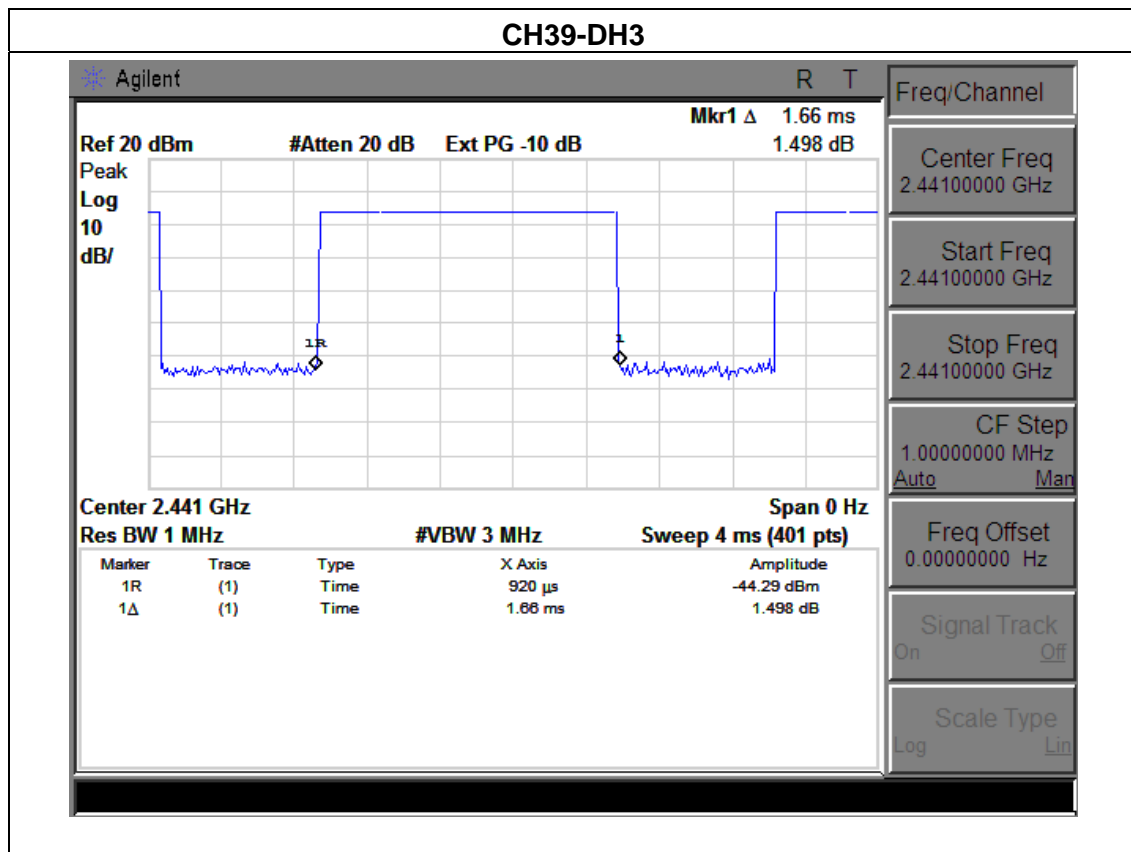 CH39-DH3
Agilent R T
Mkr1 Δ 1.66 ms
Ref 20 dBm #Atten 20 dB Ext PG -10 dB 1.498 dB
Peak
Log
10
dB/
1R
1
Center 2.441 GHz Span 0 Hz
Res BW 1 MHz #VBW 3 MHz Sweep 4 ms (401 pts)
Marker Trace Type X Axis Amplitude
1R (1) Time 920 µs -44.29 dBm
1Δ (1) Time 1.66 ms 1.498 dB
Freq/Channel
Center Freq
2.44100000 GHz
Start Freq
2.44100000 GHz
Stop Freq
2.44100000 GHz
CF Step
1.00000000 MHz
Auto Man
Freq Offset
0.00000000 Hz
Signal Track
On Off
Scale Type
Log Lin